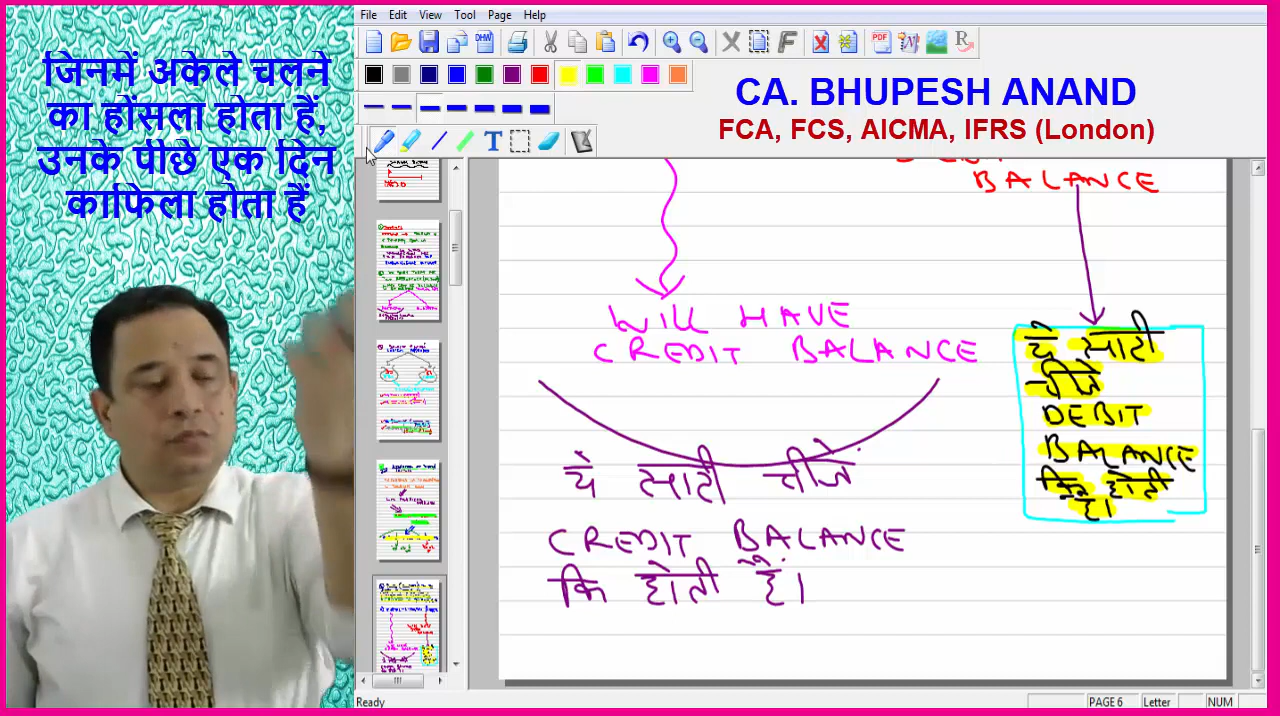 जिनमें अकेले चलने
का होंसला होता हैं,
उनके पीछे एक दिन
काफिला होता हैं
File Edit View Tool Page Help
CA. BHUPESH ANAND
FCA, FCS, AICMA, IFRS (London)
BALANCE
WILL HAVE
CREDIT BALANCE
ये सारी चीजें
CREDIT BALANCE
कि होती हैं।
ये सारी
चीजें
DEBIT
BALANCE
कि होती
हैं।
Ready
PAGE 6 Letter NUM